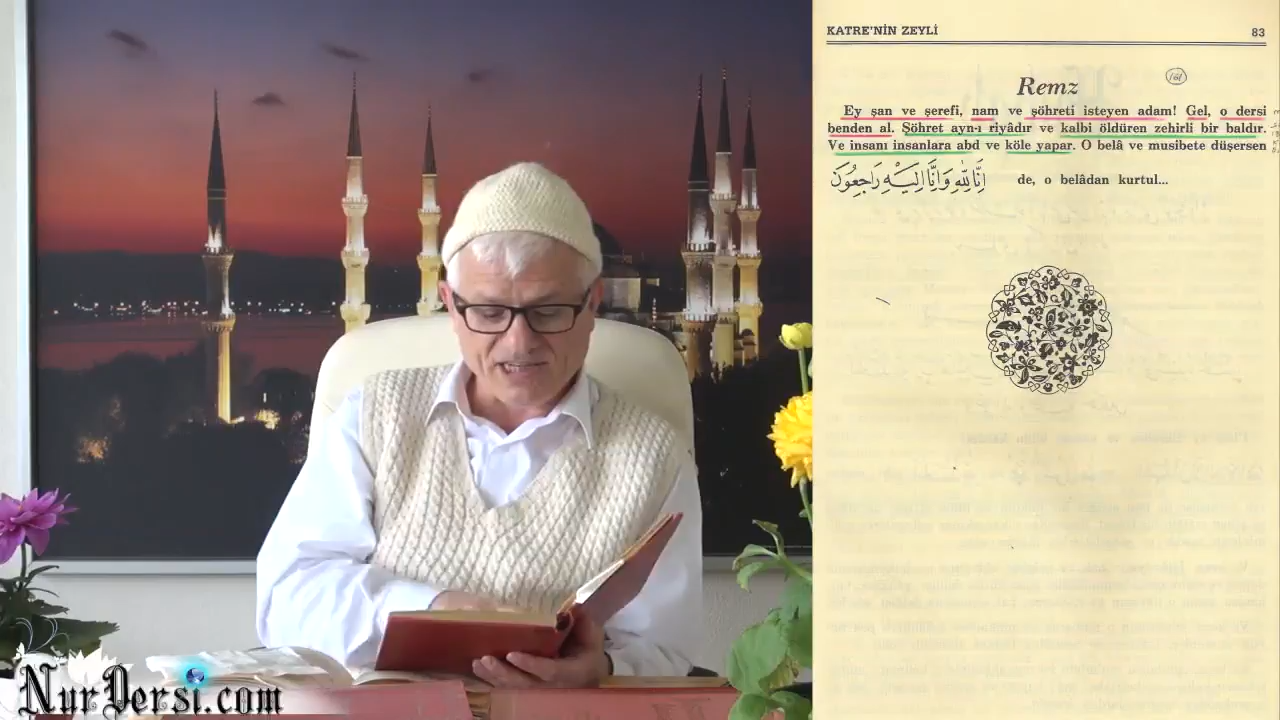 KATRE'NİN ZEYLİ 83
Remz
Ey şan ve şerefi, nam ve şöhreti isteyen adam! Gel, o dersi
benden al. Şöhret ayn-ı riyâdır ve kalbi öldüren zehirli bir baldır.
Ve insanı insanlara abd ve köle yapar. O belâ ve musibete düşersen
اِنَّا لِلّٰهِ وَاِنَّا اِلَيْهِ رَاجِعُونَ de, o belâdan kurtul...
NurDersi.com